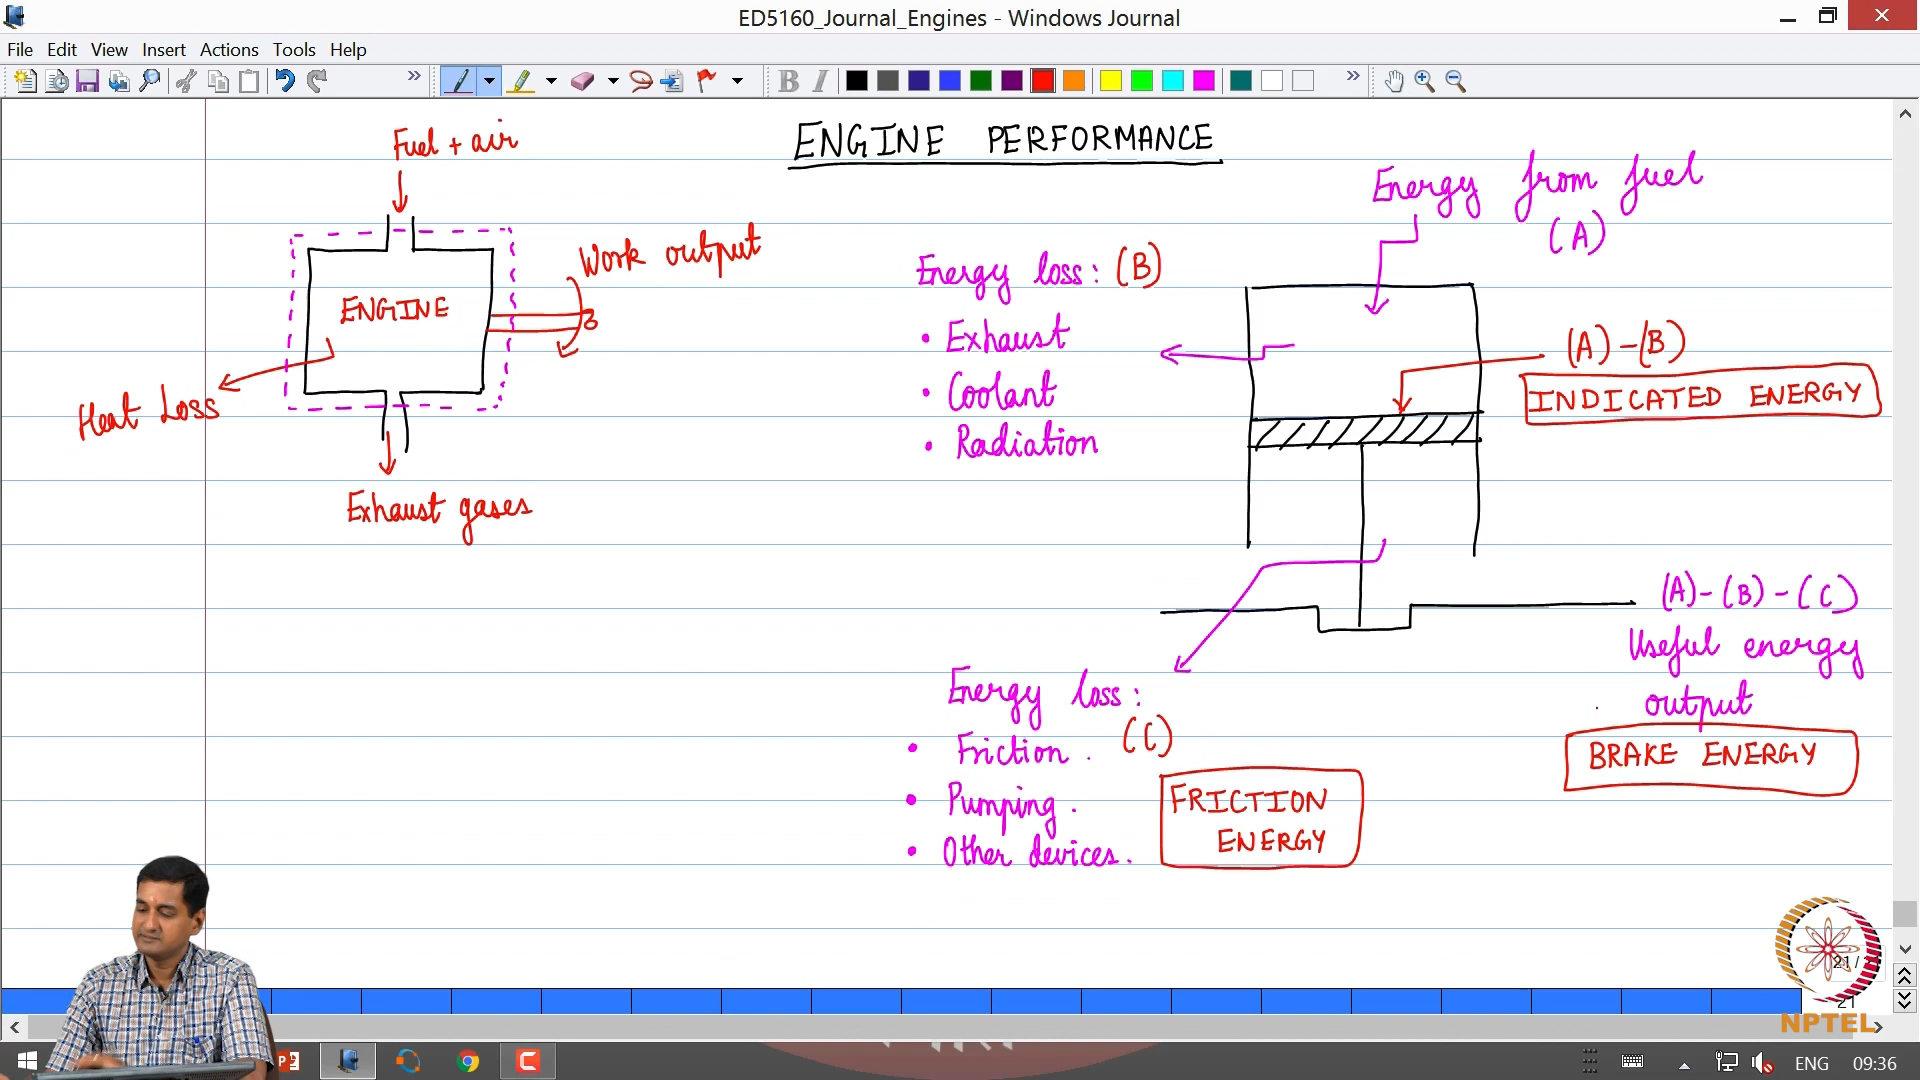 ED5160_Journal_Engines - Windows Journal
File Edit View Insert Actions Tools Help
ENGINE PERFORMANCE
Fuel + air
ENGINE
Work output
Heat Loss
Exhaust gases
Energy from fuel
(A)
Energy loss: (B)
• Exhaust
• Coolant
• Radiation
(A) - (B)
INDICATED ENERGY
(A) - (B) - (C)
Useful energy
output
BRAKE ENERGY
Energy loss:
(C)
• Friction.
• Pumping.
• Other devices.
FRICTION
ENERGY
21
NPTEL
ENG 09:36